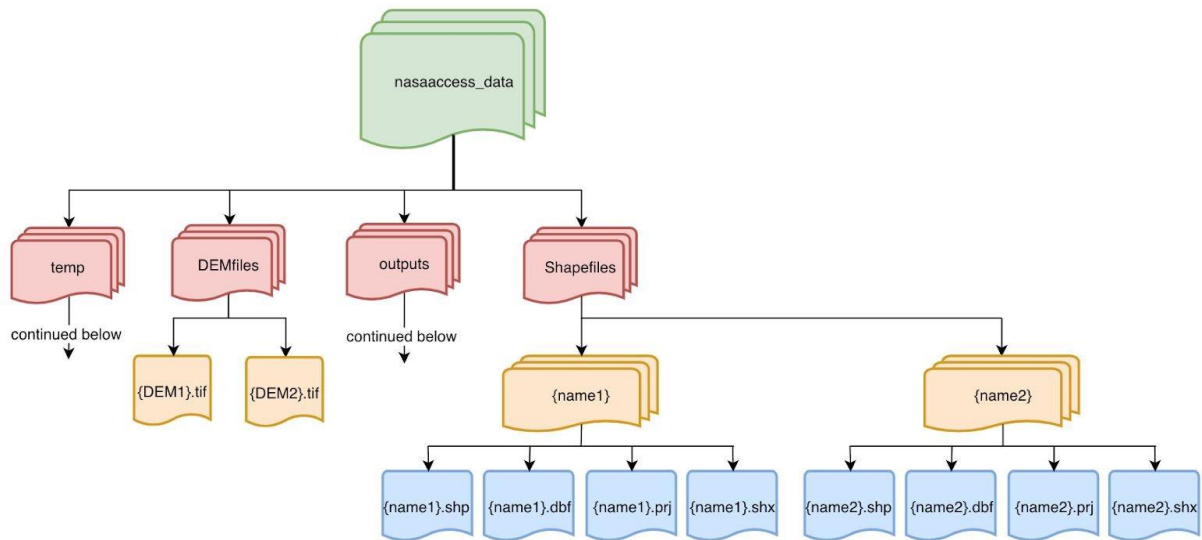 nasaaccess_data
temp
DEMfiles
outputs
Shapefiles
continued below
continued below
{DEM1}.tif
{DEM2}.tif
{name1}
{name2}
{name1}.shp
{name1}.dbf
{name1}.prj
{name1}.shx
{name2}.shp
{name2}.dbf
{name2}.prj
{name2}.shx